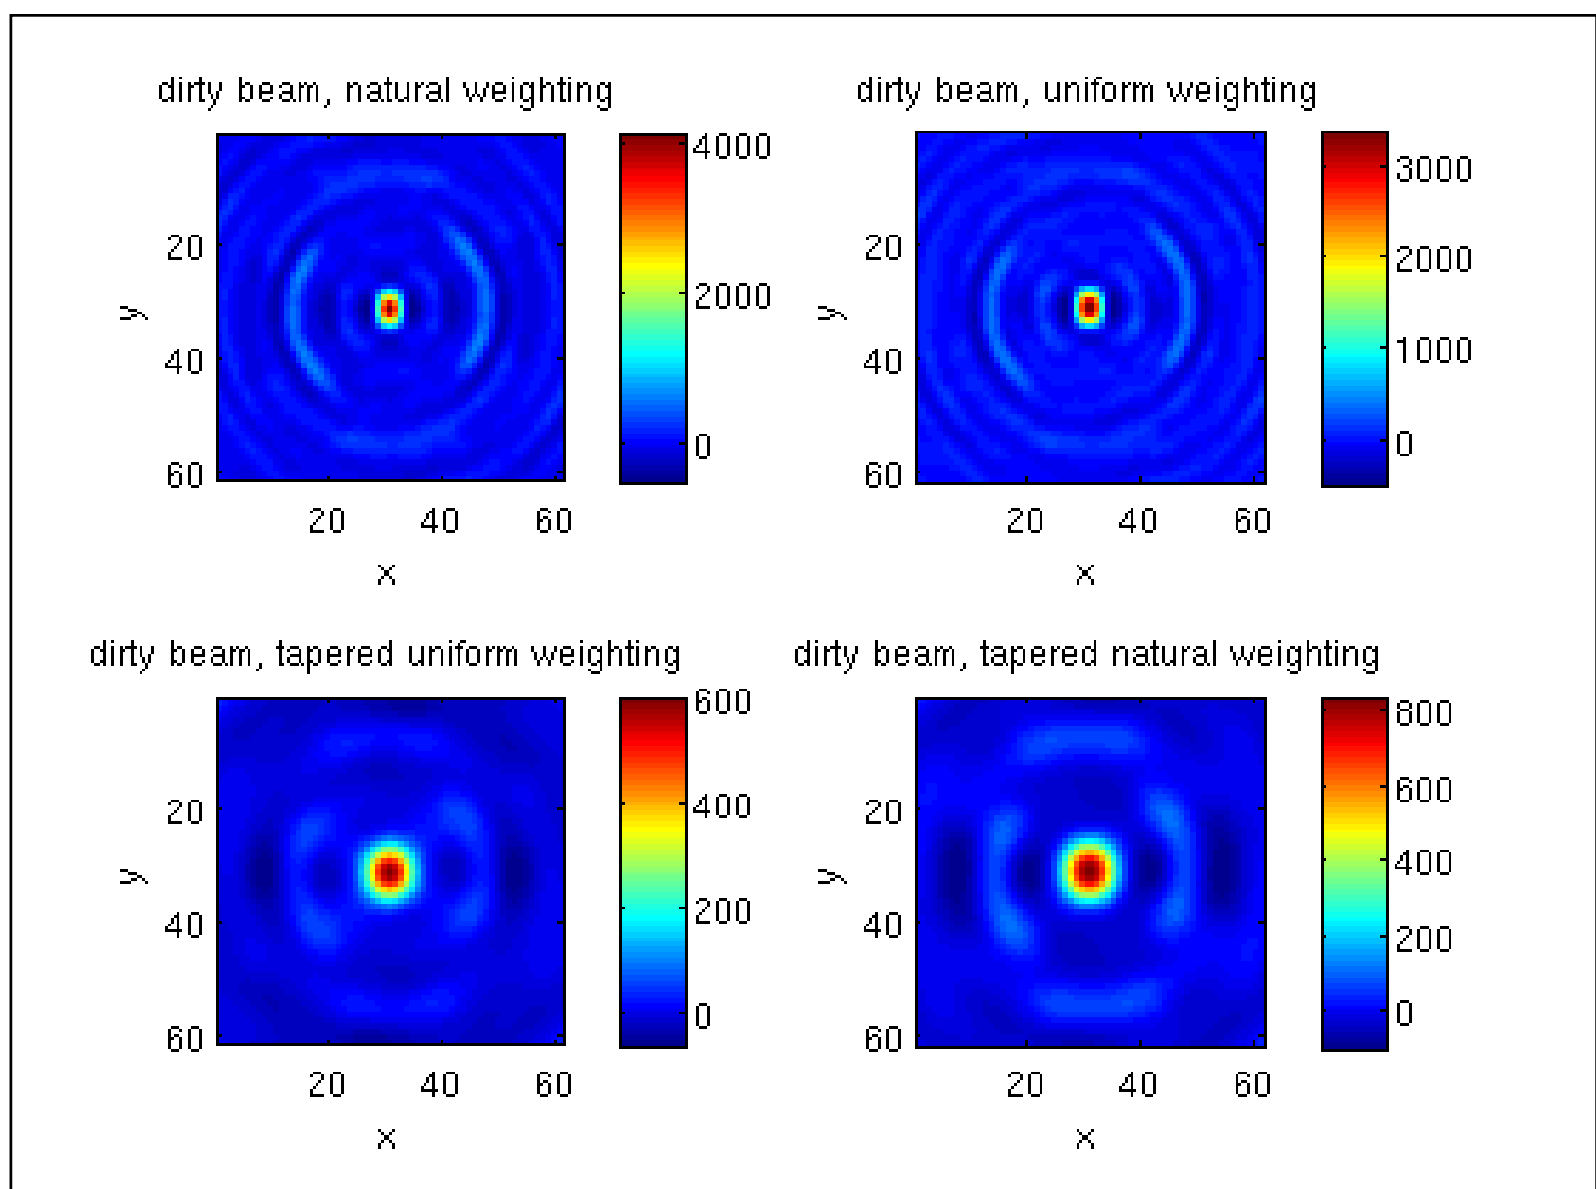 dirty beam, natural weighting
4000
2000
0
20
40
60
y
20 40 60
x
dirty beam, uniform weighting
3000
2000
1000
0
20
40
60
y
20 40 60
x
dirty beam, tapered uniform weighting
600
400
200
0
20
40
60
y
20 40 60
x
dirty beam, tapered natural weighting
800
600
400
200
0
20
40
60
y
20 40 60
x